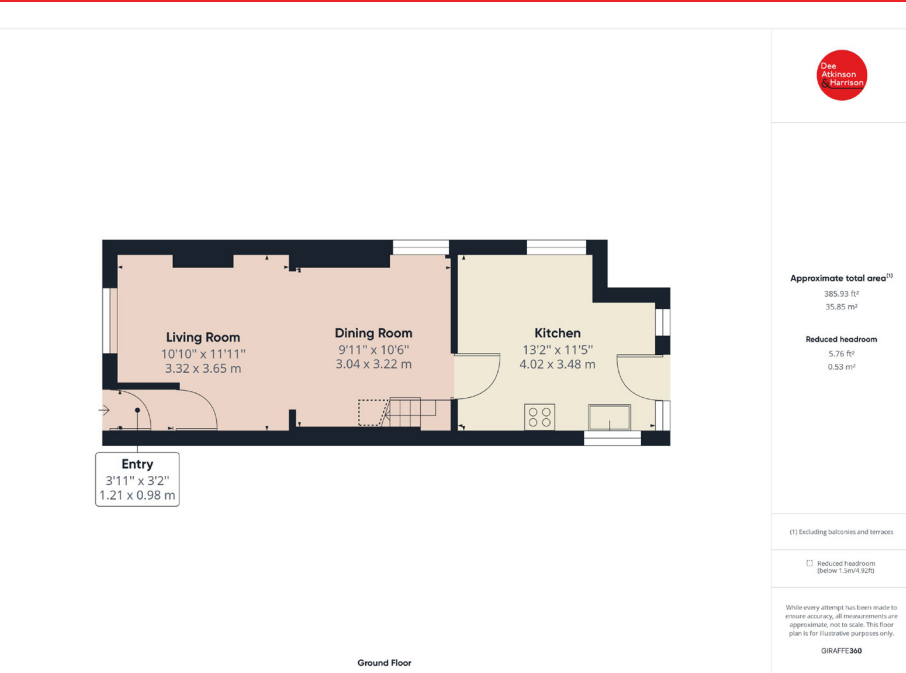 Dee
Atkinson
& Harrison
Approximate total area(1)
385.93 ft²
35.85 m²
Reduced headroom
5.76 ft²
0.53 m²
Living Room
10'10" x 11'11"
3.32 x 3.65 m
Dining Room
9'11" x 10'6"
3.04 x 3.22 m
Kitchen
13'2" x 11'5"
4.02 x 3.48 m
Entry
3'11" x 3'2"
1.21 x 0.98 m
(1) Excluding balconies and terraces
Reduced headroom
(below 1.5m/4.92ft)
While every attempt has been made to
ensure accuracy, all measurements are
approximate, not to scale. This floor
plan is for illustrative purposes only.
GIRAFFE360
Ground Floor